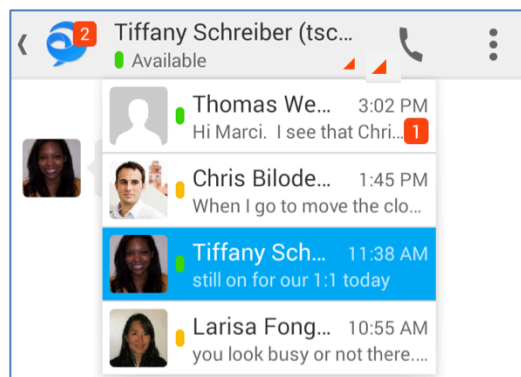 2
Tiffany Schreiber (tsc...
Available
Thomas We... 3:02 PM
Hi Marci. I see that Chri... 1
Chris Bilode... 1:45 PM
When I go to move the clo...
Tiffany Sch... 11:38 AM
still on for our 1:1 today
Larisa Fong... 10:55 AM
you look busy or not there....